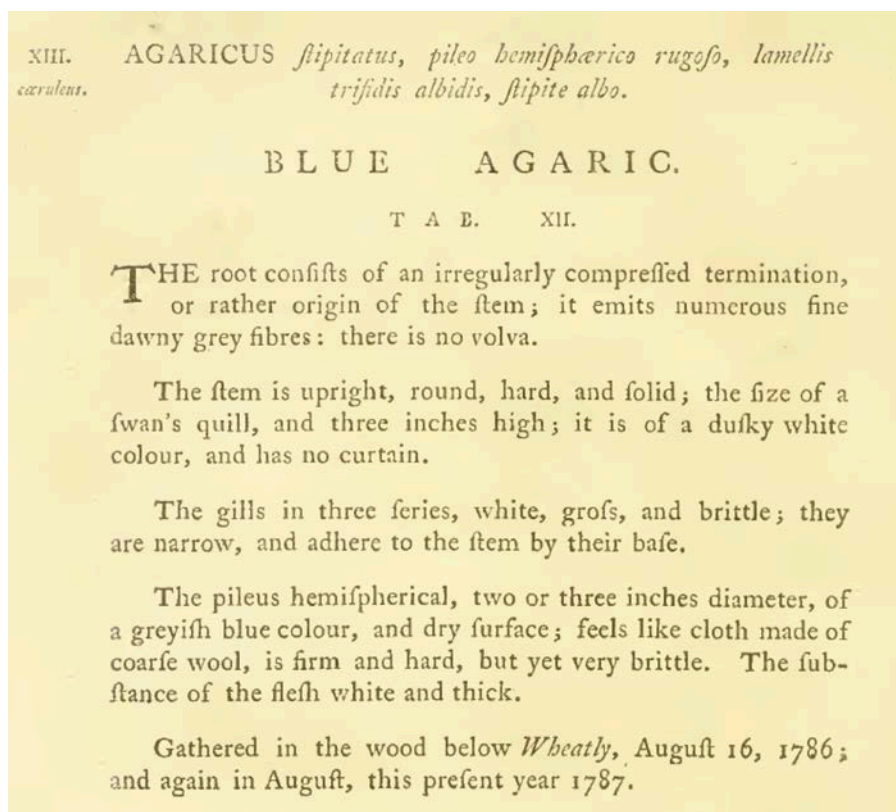 XIII. AGARICUS ſtipitatus, pileo hemiſphærico rugoſo, lamellis
cæruleus. trifidis albidis, ſtipite albo.
BLUE AGARIC.
TAB. XII.
THE root conſiſts of an irregularly compreſſed termination,
or rather origin of the ſtem; it emits numerous fine
dawny grey fibres: there is no volva.
The ſtem is upright, round, hard, and ſolid; the ſize of a
ſwan's quill, and three inches high; it is of a duſky white
colour, and has no curtain.
The gills in three ſeries, white, groſs, and brittle; they
are narrow, and adhere to the ſtem by their baſe.
The pileus hemiſpherical, two or three inches diameter, of
a greyiſh blue colour, and dry ſurface; feels like cloth made of
coarſe wool, is firm and hard, but yet very brittle. The ſub-
ſtance of the fleſh white and thick.
Gathered in the wood below Wheatly, Auguſt 16, 1786;
and again in Auguſt, this preſent year 1787.